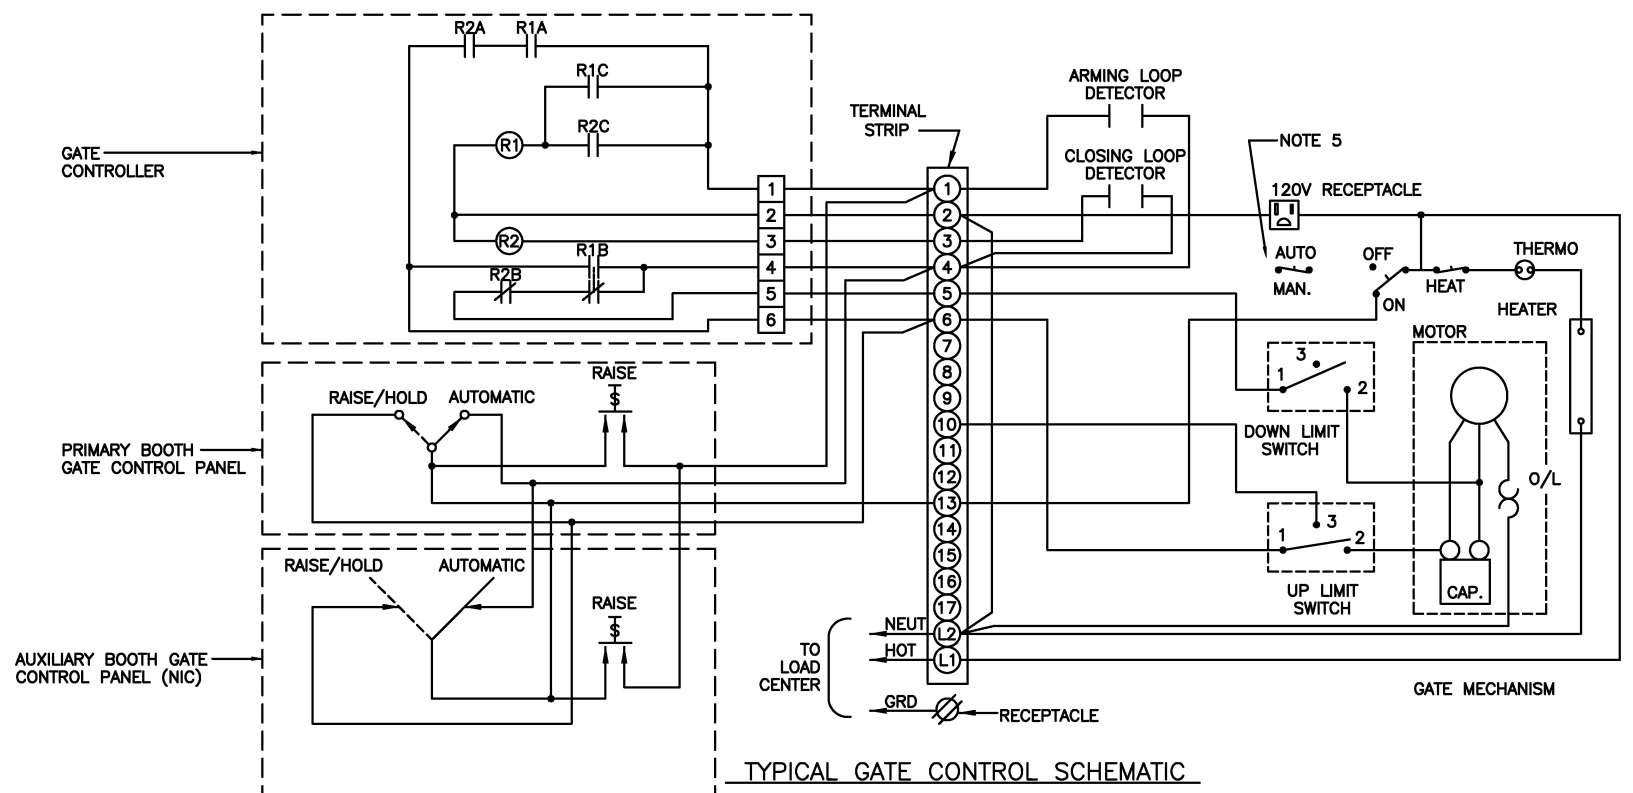 R2A
R1A
R1C
R2C
R1
R2
R1B
R2B
1
2
3
4
5
6
GATE
CONTROLLER
TERMINAL
STRIP
1
2
3
4
5
6
7
8
9
10
11
12
13
14
15
16
17
L2
L1
ARMING LOOP
DETECTOR
CLOSING LOOP
DETECTOR
NOTE 5
120V RECEPTACLE
AUTO
MAN.
OFF
ON
HEAT
THERMO
HEATER
MOTOR
3
1
2
DOWN LIMIT
SWITCH
O/L
3
1
2
UP LIMIT
SWITCH
CAP.
GATE MECHANISM
RAISE/HOLD
AUTOMATIC
RAISE
PRIMARY BOOTH
GATE CONTROL PANEL
RAISE/HOLD
AUTOMATIC
RAISE
AUXILIARY BOOTH GATE
CONTROL PANEL (NIC)
TO
LOAD
CENTER
NEUT
HOT
GRD
RECEPTACLE
TYPICAL GATE CONTROL SCHEMATIC